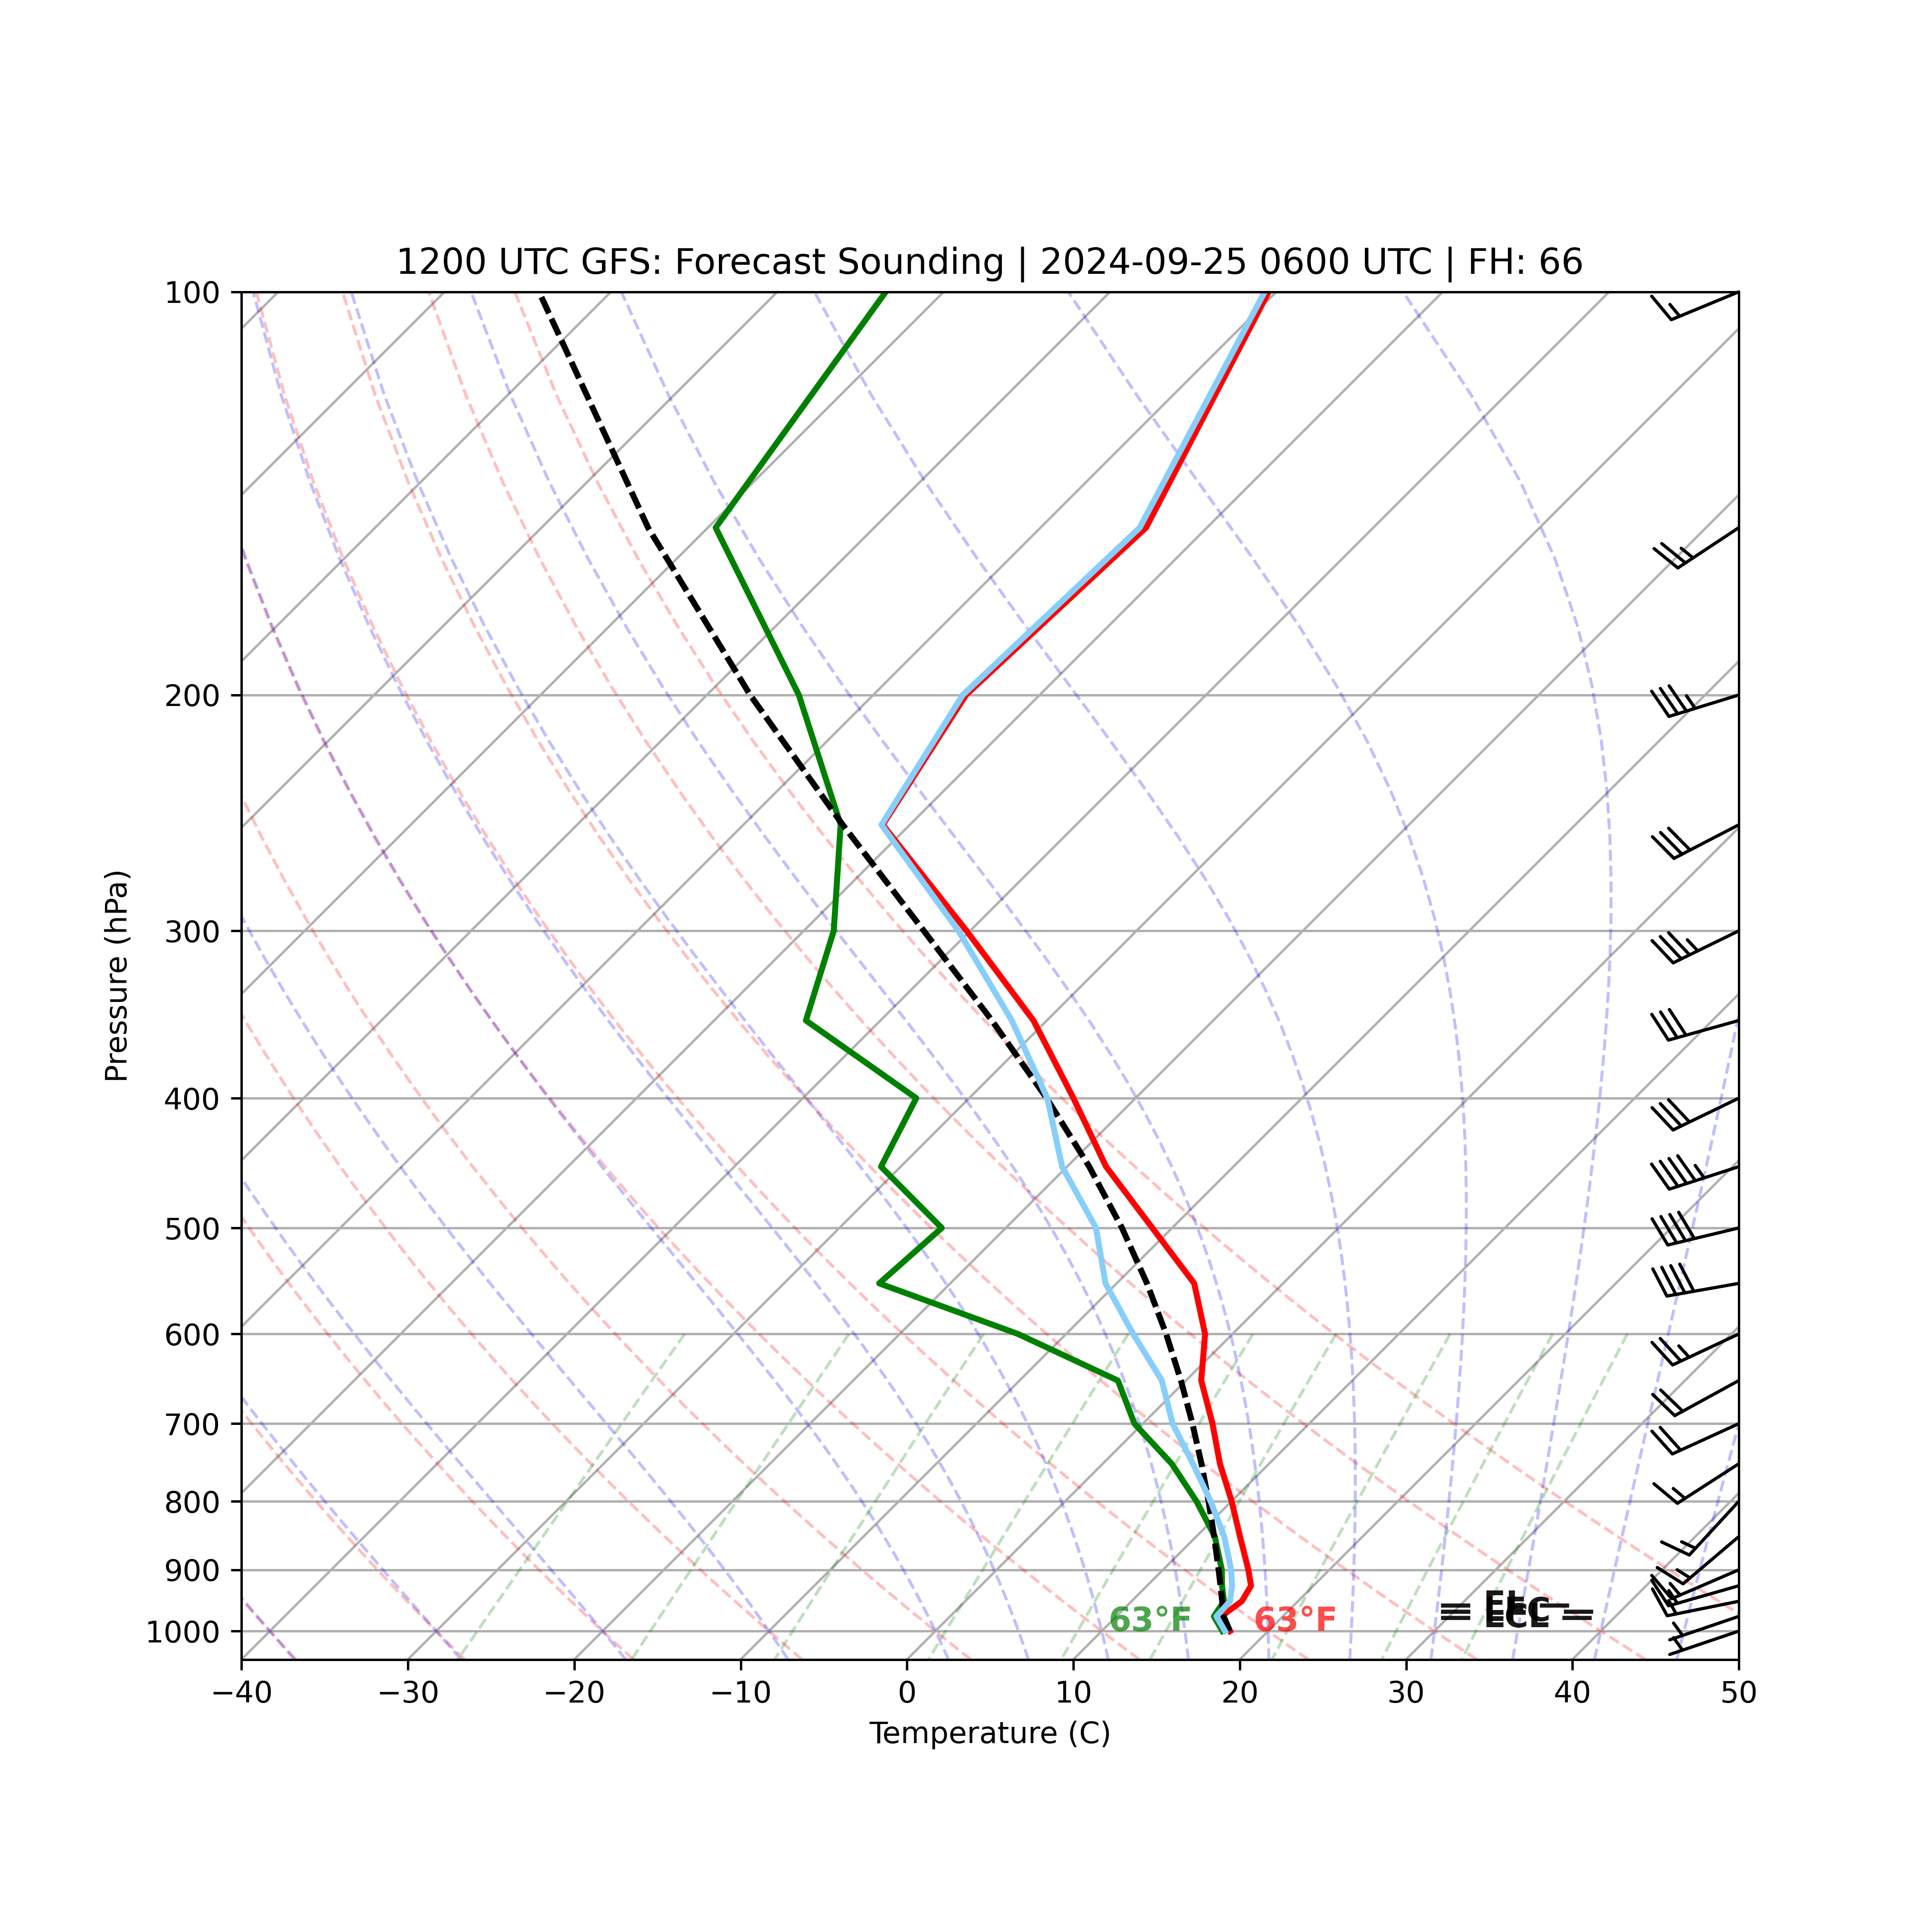 1200 UTC GFS: Forecast Sounding | 2024-09-25 0600 UTC | FH: 66
100
200
300
400
500
600
700
800
900
1000
Pressure (hPa)
63°F 63°F
−40 −30 −20 −10 0 10 20 30 40 50
Temperature (C)